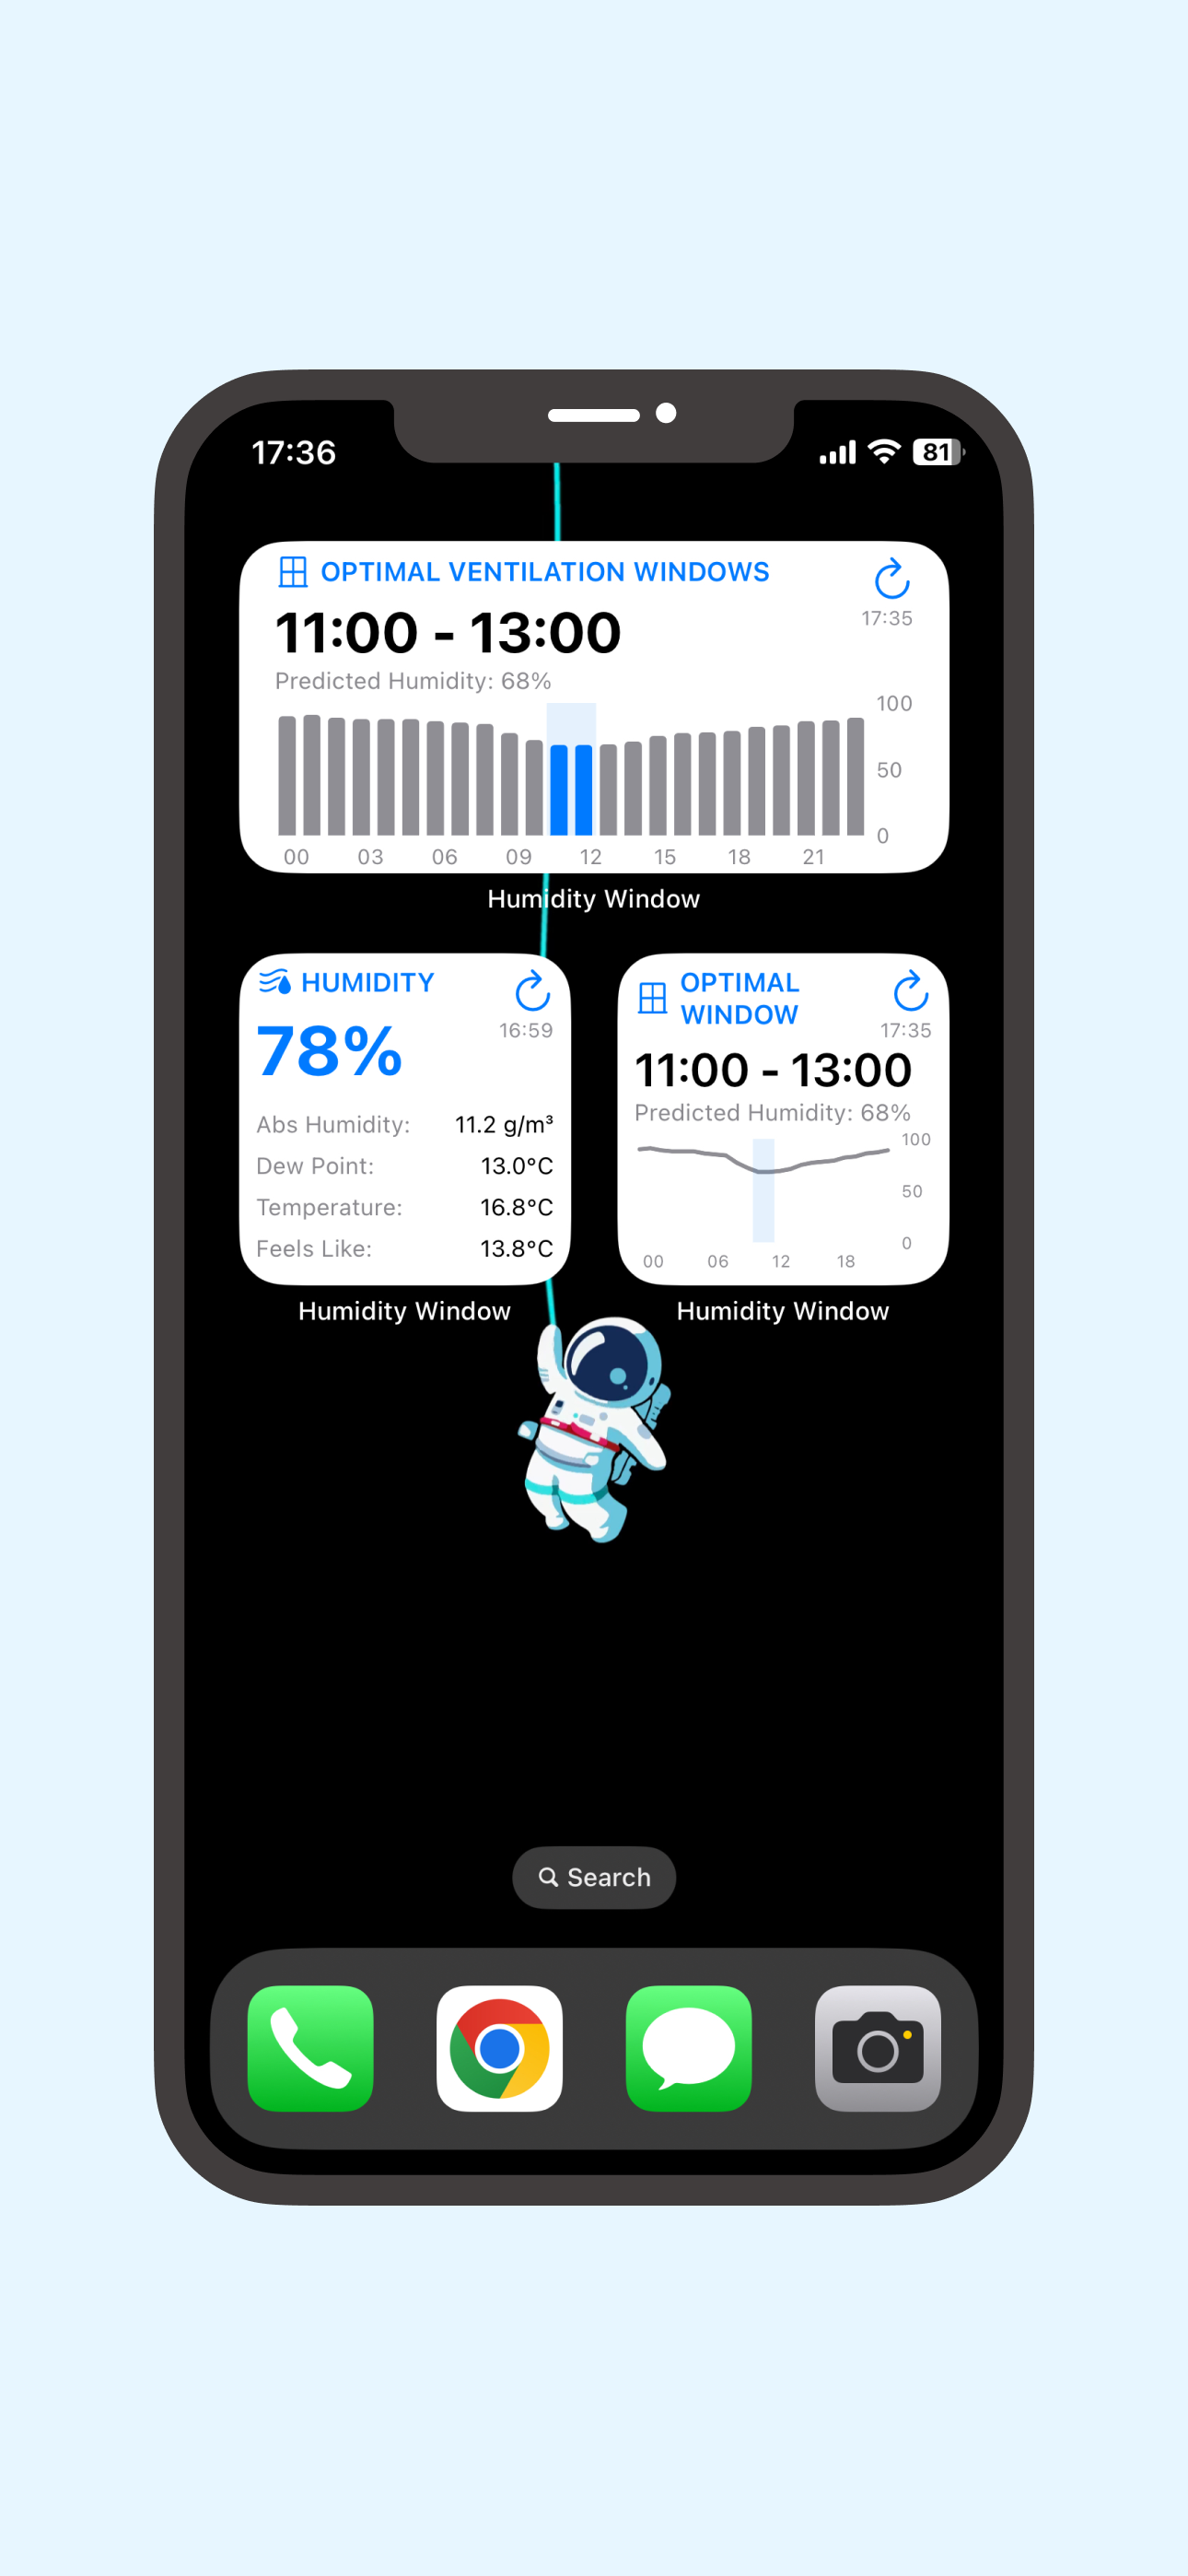 17:36
81
OPTIMAL VENTILATION WINDOWS
17:35
11:00 - 13:00
Predicted Humidity: 68%
100
50
0
00 03 06 09 12 15 18 21
Humidity Window
HUMIDITY
16:59
78%
Abs Humidity: 11.2 g/m³
Dew Point: 13.0°C
Temperature: 16.8°C
Feels Like: 13.8°C
Humidity Window
OPTIMAL
WINDOW
17:35
11:00 - 13:00
Predicted Humidity: 68%
100
50
0
00 06 12 18
Humidity Window
Search